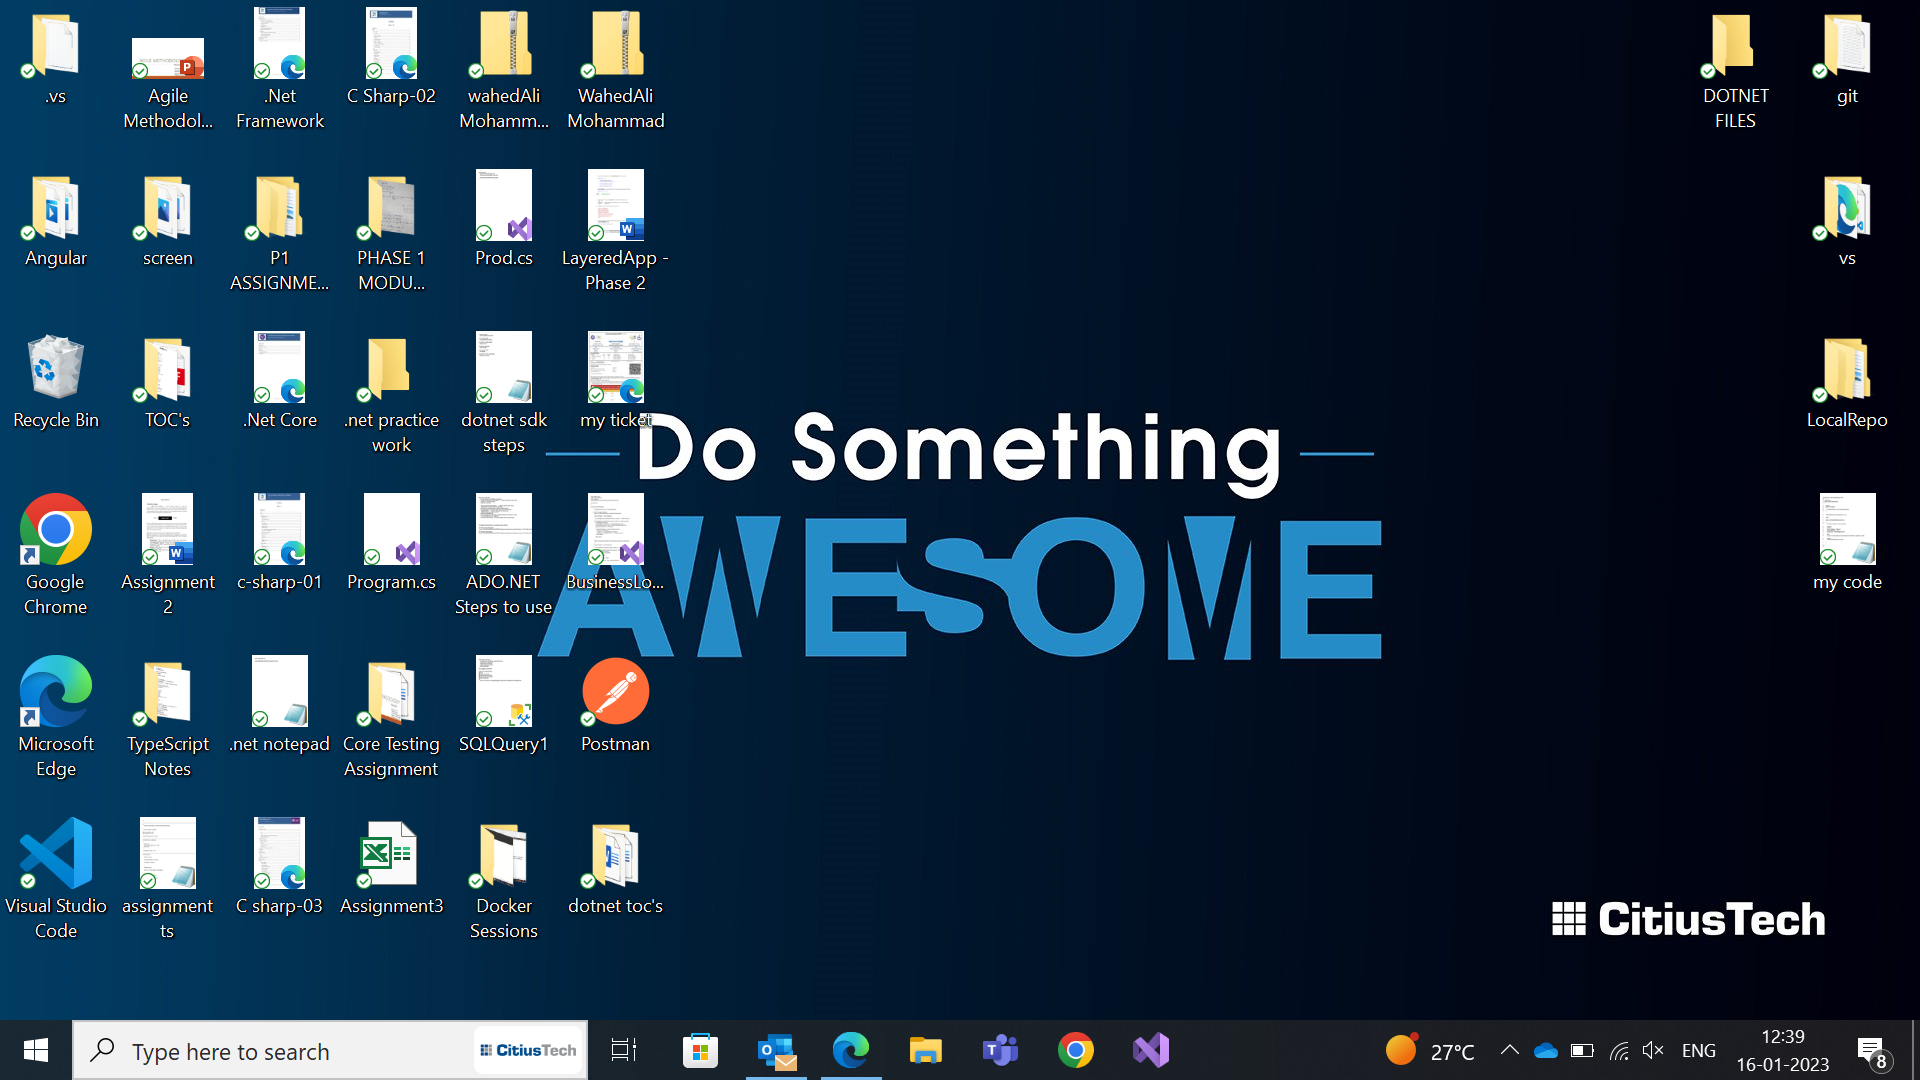 .vs
Agile
Methodol...
.Net
Framework
C Sharp-02
wahedAli
Mohamm...
WahedAli
Mohammad
DOTNET
FILES
git
Angular
screen
P1
ASSIGNME...
PHASE 1
MODU...
Prod.cs
LayeredApp -
Phase 2
vs
Recycle Bin
TOC's
.Net Core
.net practice
work
dotnet sdk
steps
my ticket
LocalRepo
Do Something
AWESOME
Google
Chrome
Assignment
2
c-sharp-01
Program.cs
ADO.NET
Steps to use
BusinessLo...
my code
Microsoft
Edge
TypeScript
Notes
.net notepad
Core Testing
Assignment
SQLQuery1
Postman
Visual Studio
Code
assignment
ts
C sharp-03
Assignment3
Docker
Sessions
dotnet toc's
CitiusTech
Type here to search
CitiusTech
27°C
ENG
12:39
16-01-2023
8